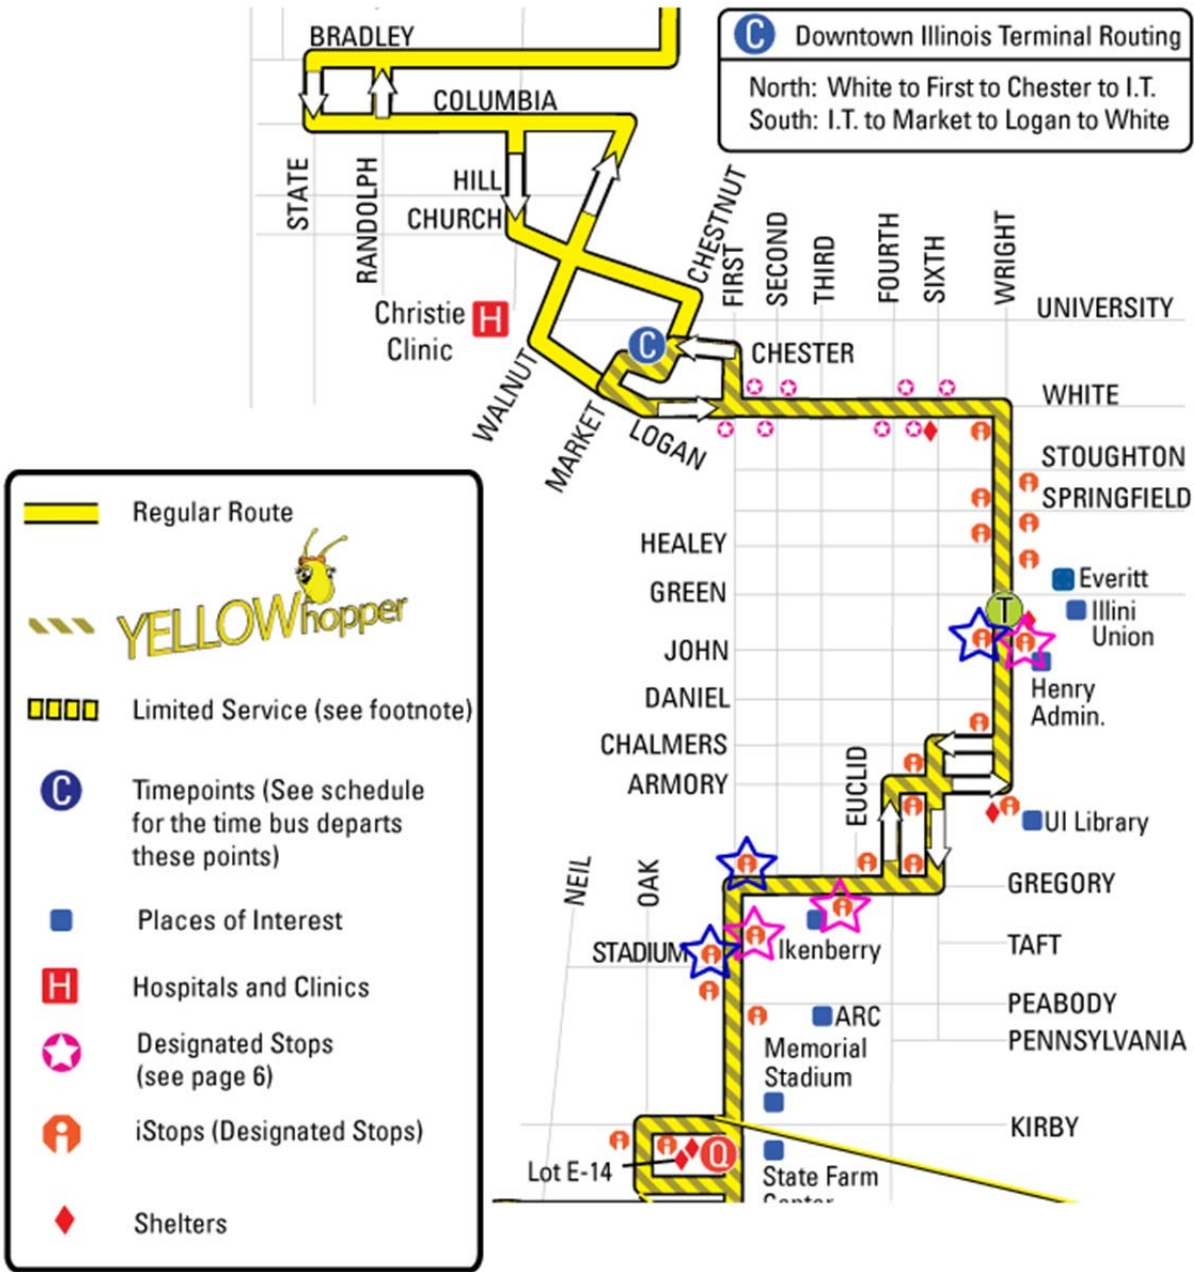 BRADLEY
COLUMBIA
STATE
RANDOLPH
HILL
CHURCH
C Downtown Illinois Terminal Routing
North: White to First to Chester to I.T.
South: I.T. to Market to Logan to White
CHESTNUT
FIRST
SECOND
THIRD
FOURTH
SIXTH
WRIGHT
Christie
Clinic
H
C
WALNUT
MARKET
LOGAN
CHESTER
UNIVERSITY
WHITE
STOUGHTON
SPRINGFIELD
HEALEY
GREEN
JOHN
DANIEL
CHALMERS
ARMORY
EUCLID
T
Everitt
Illini
Union
Henry
Admin.
UI Library
NEIL
OAK
GREGORY
STADIUM
Ikenberry
TAFT
PEABODY
ARC
PENNSYLVANIA
Memorial
Stadium
KIRBY
Lot E-14
Q
State Farm
Center
Regular Route
YELLOWhopper
Limited Service (see footnote)
C
Timepoints (See schedule
for the time bus departs
these points)
Places of Interest
H
Hospitals and Clinics
Designated Stops
(see page 6)
iStops (Designated Stops)
Shelters